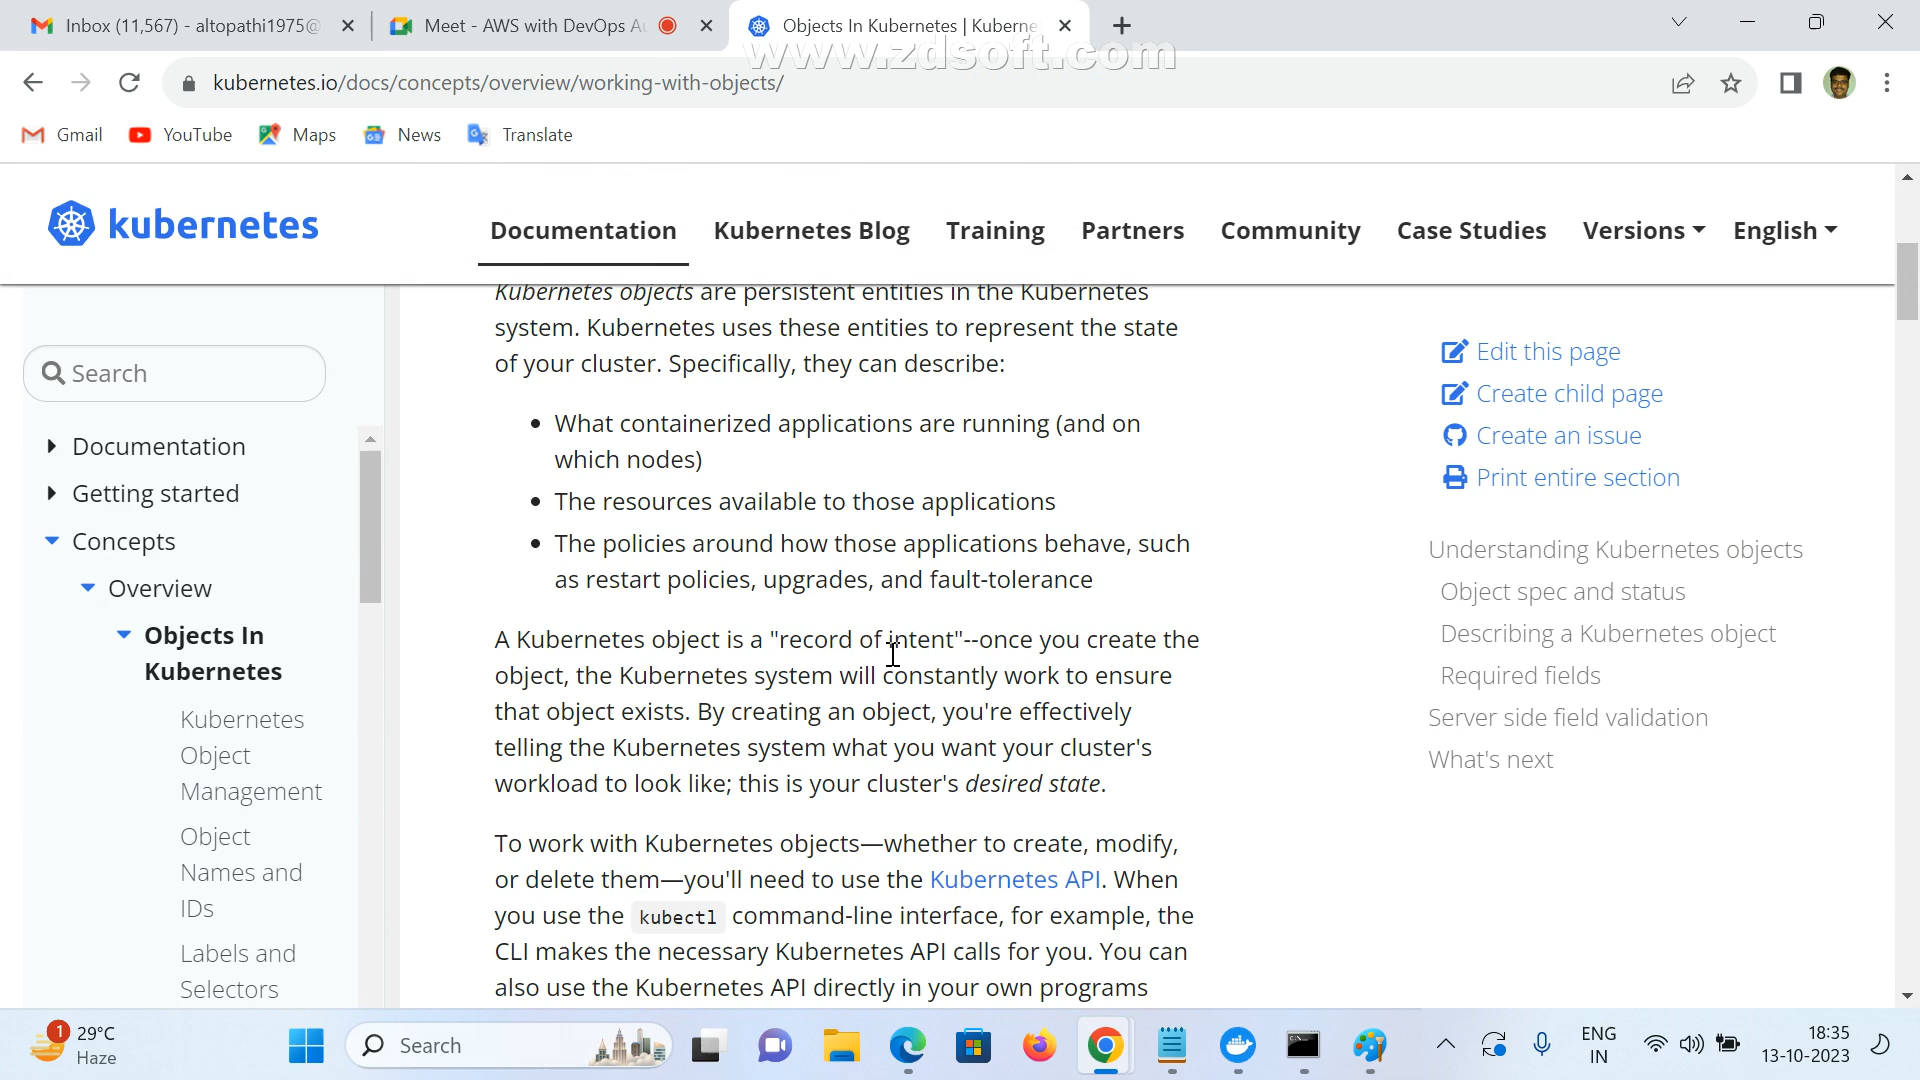 Inbox (11,567) - altopathi1975@
Meet - AWS with DevOps Au
Objects In Kubernetes | Kuberne
www.zdsoft.com
kubernetes.io/docs/concepts/overview/working-with-objects/
Gmail
YouTube
Maps
News
Translate
kubernetes
Documentation
Kubernetes Blog
Training
Partners
Community
Case Studies
Versions
English
Search
Documentation
Getting started
Concepts
Overview
Objects In
Kubernetes
Kubernetes
Object
Management
Object
Names and
IDs
Labels and
Selectors
Kubernetes objects are persistent entities in the Kubernetes
system. Kubernetes uses these entities to represent the state
of your cluster. Specifically, they can describe:
• What containerized applications are running (and on
which nodes)
• The resources available to those applications
• The policies around how those applications behave, such
as restart policies, upgrades, and fault-tolerance
A Kubernetes object is a "record of intent"--once you create the
object, the Kubernetes system will constantly work to ensure
that object exists. By creating an object, you're effectively
telling the Kubernetes system what you want your cluster's
workload to look like; this is your cluster's desired state.
To work with Kubernetes objects—whether to create, modify,
or delete them—you'll need to use the Kubernetes API. When
you use the kubectl command-line interface, for example, the
CLI makes the necessary Kubernetes API calls for you. You can
also use the Kubernetes API directly in your own programs
Edit this page
Create child page
Create an issue
Print entire section
Understanding Kubernetes objects
Object spec and status
Describing a Kubernetes object
Required fields
Server side field validation
What's next
1
29°C
Haze
Search
ENG
IN
18:35
13-10-2023